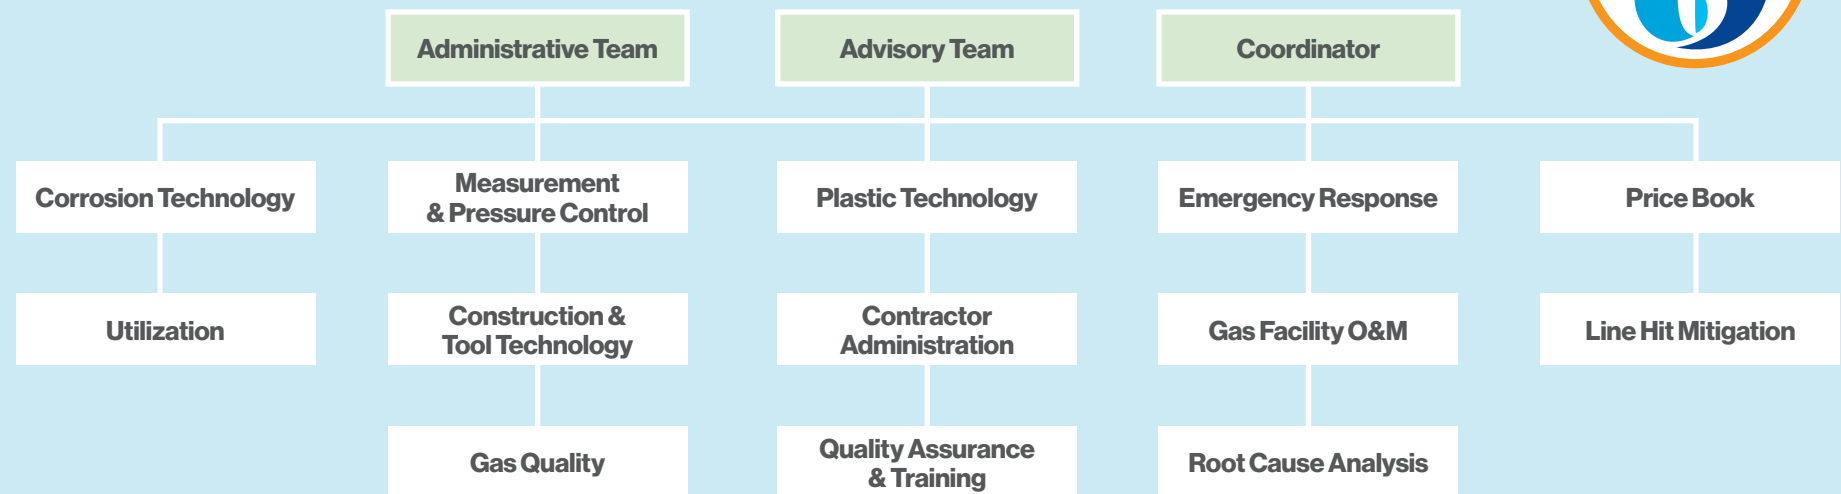 Administrative Team
Advisory Team
Coordinator
Corrosion Technology
Measurement
& Pressure Control
Plastic Technology
Emergency Response
Price Book
Utilization
Construction &
Tool Technology
Contractor
Administration
Gas Facility O&M
Line Hit Mitigation
Gas Quality
Quality Assurance
& Training
Root Cause Analysis